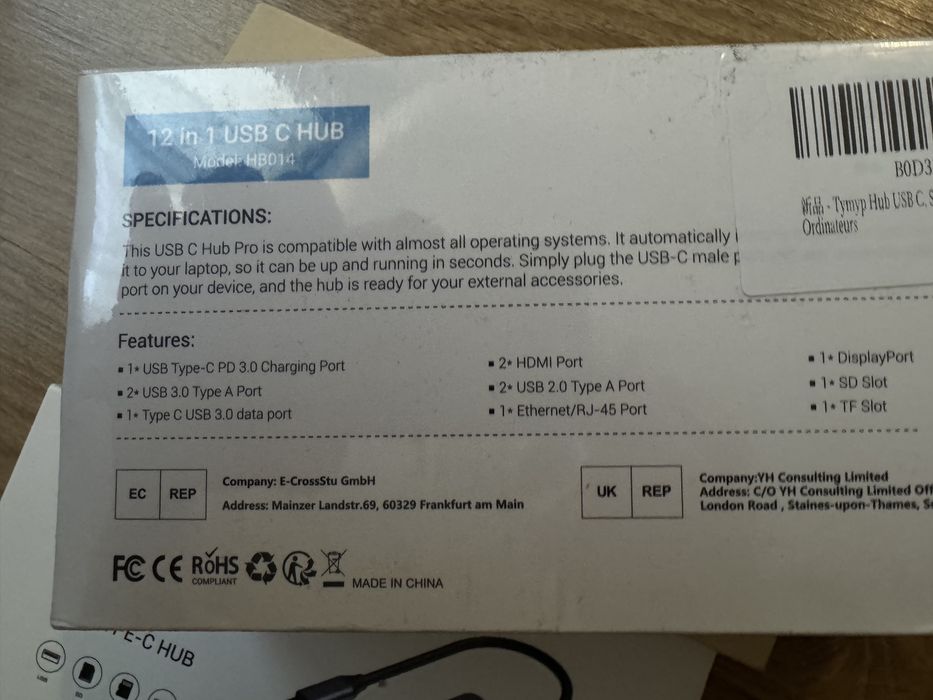 12 in 1 USB C HUB
Model: HB014
B0D3
新品 - Tymyp Hub USB C, S
Ordinateurs
SPECIFICATIONS:
This USB C Hub Pro is compatible with almost all operating systems. It automatically
it to your laptop, so it can be up and running in seconds. Simply plug the USB-C male p
port on your device, and the hub is ready for your external accessories.
Features:
▪ 1* USB Type-C PD 3.0 Charging Port
▪ 2* USB 3.0 Type A Port
▪ 1* Type C USB 3.0 data port
▪ 2* HDMI Port
▪ 2* USB 2.0 Type A Port
▪ 1* Ethernet/RJ-45 Port
▪ 1* DisplayPort
▪ 1* SD Slot
▪ 1* TF Slot
EC REP
Company: E-CrossStu GmbH
Address: Mainzer Landstr.69, 60329 Frankfurt am Main
UK REP
Company:YH Consulting Limited
Address: C/O YH Consulting Limited Off
London Road , Staines-upon-Thames, S
FC CE RoHS
COMPLIANT
MADE IN CHINA
E-C HUB
USB
SD